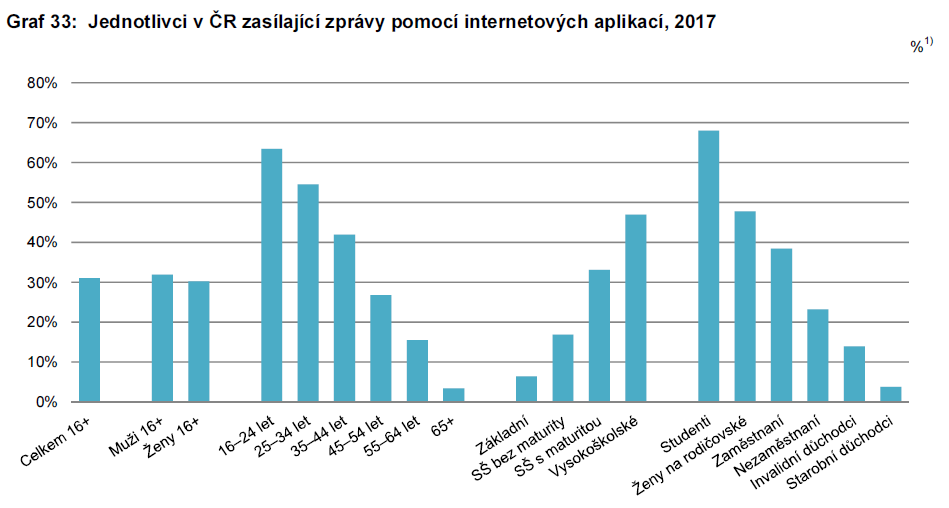 Graf 33: Jednotlivci v ČR zasílající zprávy pomocí internetových aplikací, 2017
%1)
80%
70%
60%
50%
40%
30%
20%
10%
0%
Celkem 16+
Muži 16+
Ženy 16+
16–24 let
25–34 let
35–44 let
45–54 let
55–64 let
65+
Základní
SŠ bez maturity
SŠ s maturitou
Vysokoškolské
Studenti
Ženy na rodičovské
Zaměstnaní
Nezaměstnaní
Invalidní důchodci
Starobní důchodci